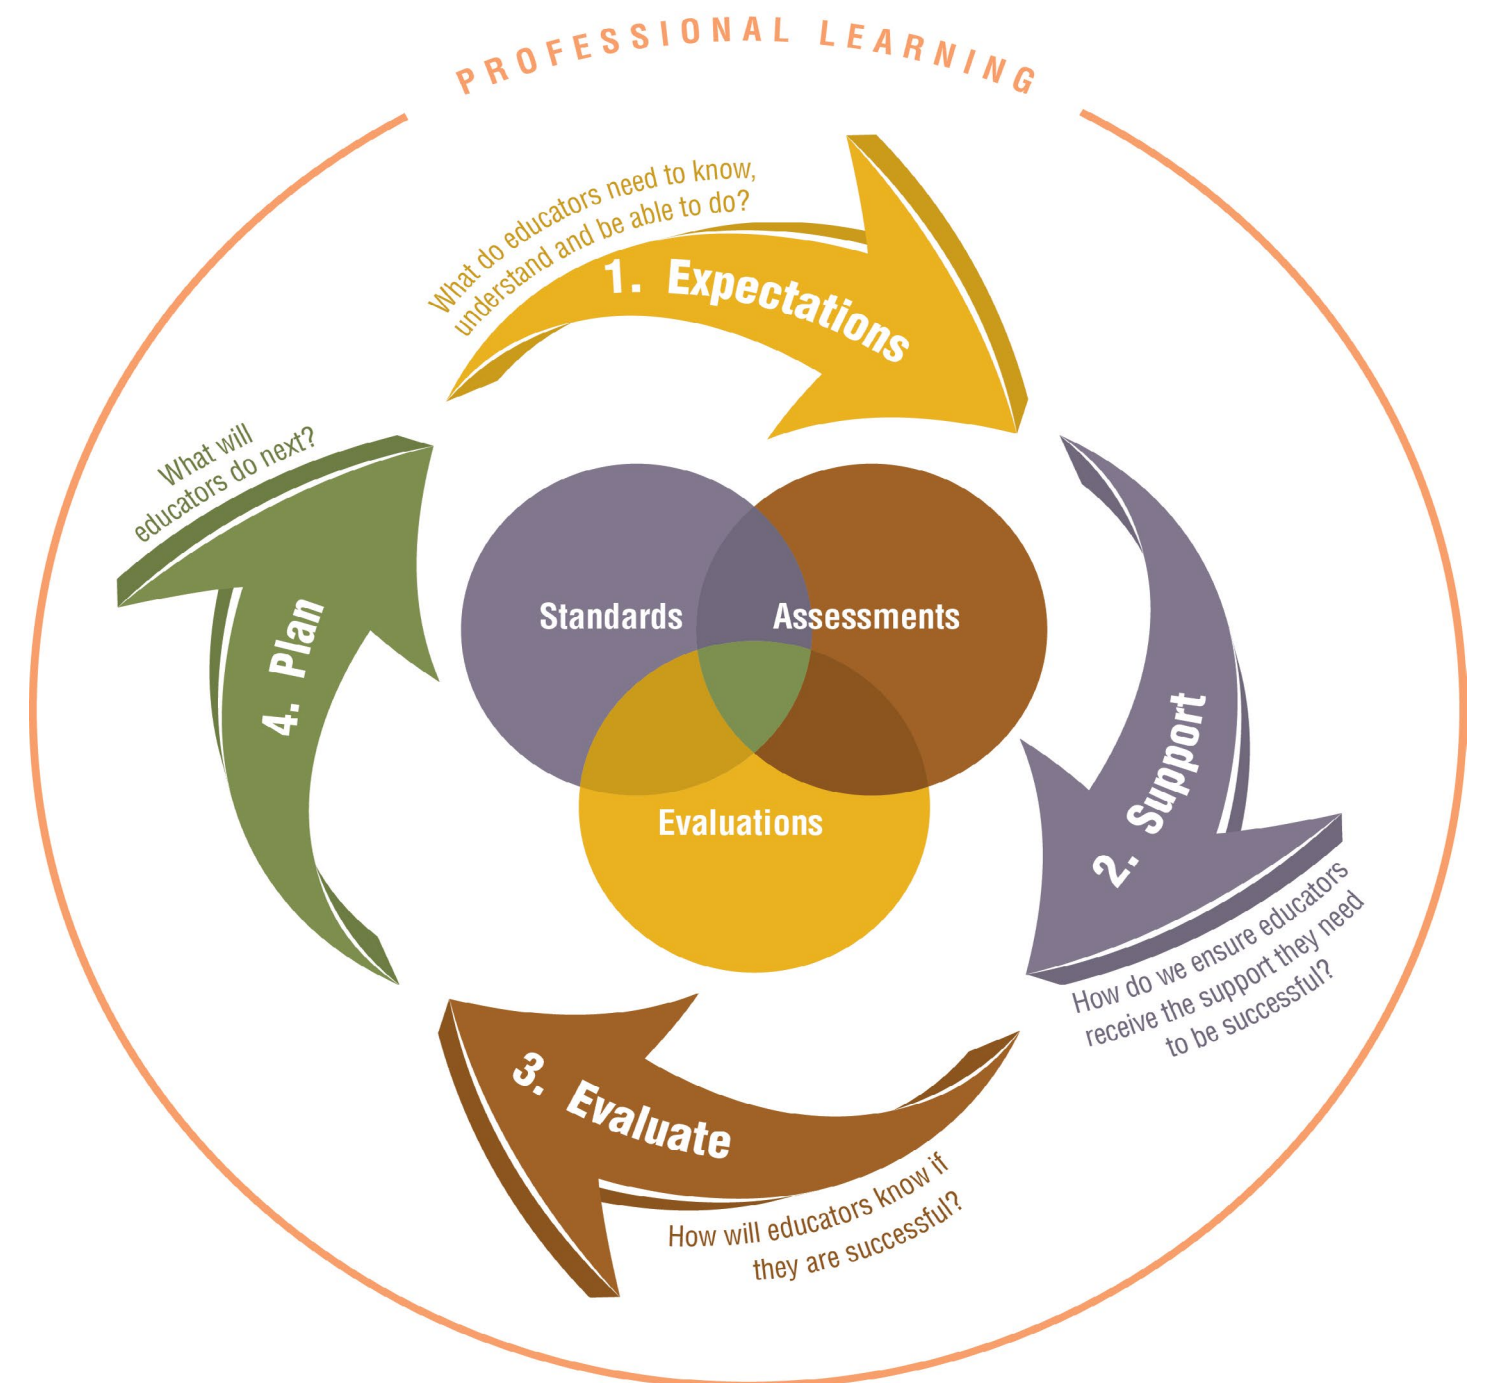 PROFESSIONAL LEARNING
What do educators need to know,
understand and be able to do?
1. Expectations
What will
educators do next?
4. Plan
Standards
Assessments
Evaluations
2. Support
How do we ensure educators
receive the support they need
to be successful?
3. Evaluate
How will educators know if
they are successful?